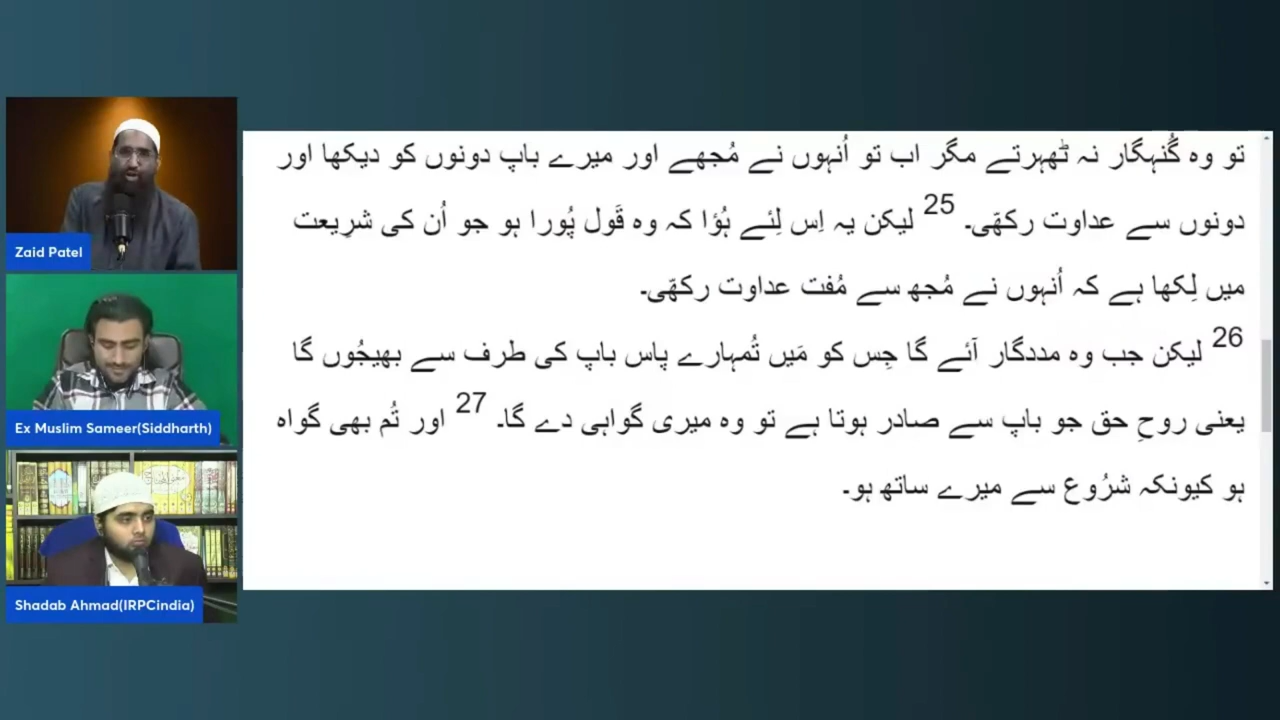 Zaid Patel
Ex Muslim Sameer(Siddharth)
Shadab Ahmad(IRPCindia)
تو وہ گُنہگار نہ ٹھہرتے مگر اب تو اُنہوں نے مُجھے اور میرے باپ دونوں کو دیکھا اور
دونوں سے عداوت رکھّی۔ 25 لیکن یہ اِس لِئے ہُؤا کہ وہ قَول پُورا ہو جو اُن کی شرِیعت
میں لِکھا ہے کہ اُنہوں نے مُجھ سے مُفت عداوت رکھّی۔
26 لیکن جب وہ مددگار آئے گا جِس کو مَیں تُمہارے پاس باپ کی طرف سے بھیجُوں گا
یعنی روحِ حق جو باپ سے صادر ہوتا ہے تو وہ میری گواہی دے گا۔ 27 اور تُم بھی گواہ
ہو کیونکہ شرُوع سے میرے ساتھ ہو۔